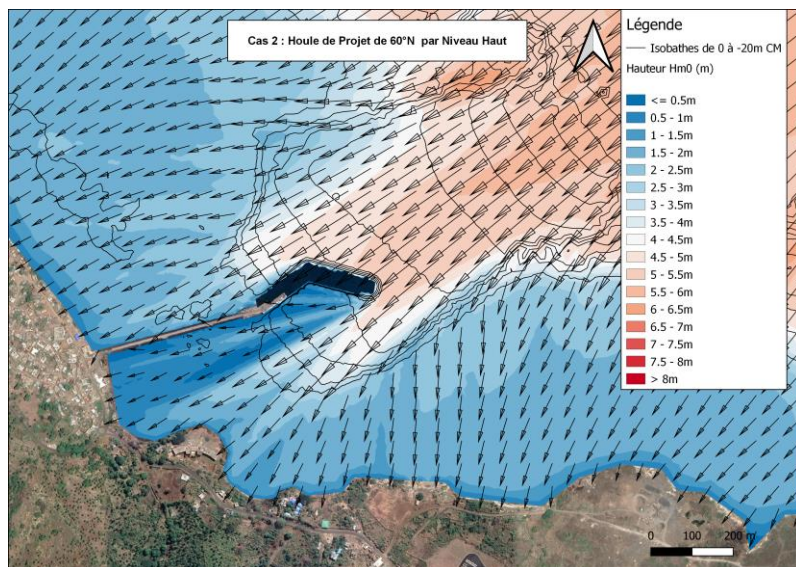 Cas 2 : Houle de Projet de 60°N par Niveau Haut
Légende
Isobathes de 0 à -20m CM
Hauteur Hm0 (m)
<= 0.5m
0.5 - 1m
1 - 1.5m
1.5 - 2m
2 - 2.5m
2.5 - 3m
3 - 3.5m
3.5 - 4m
4 - 4.5m
4.5 - 5m
5 - 5.5m
5.5 - 6m
6 - 6.5m
6.5 - 7m
7 - 7.5m
7.5 - 8m
> 8m
0 100 200 m